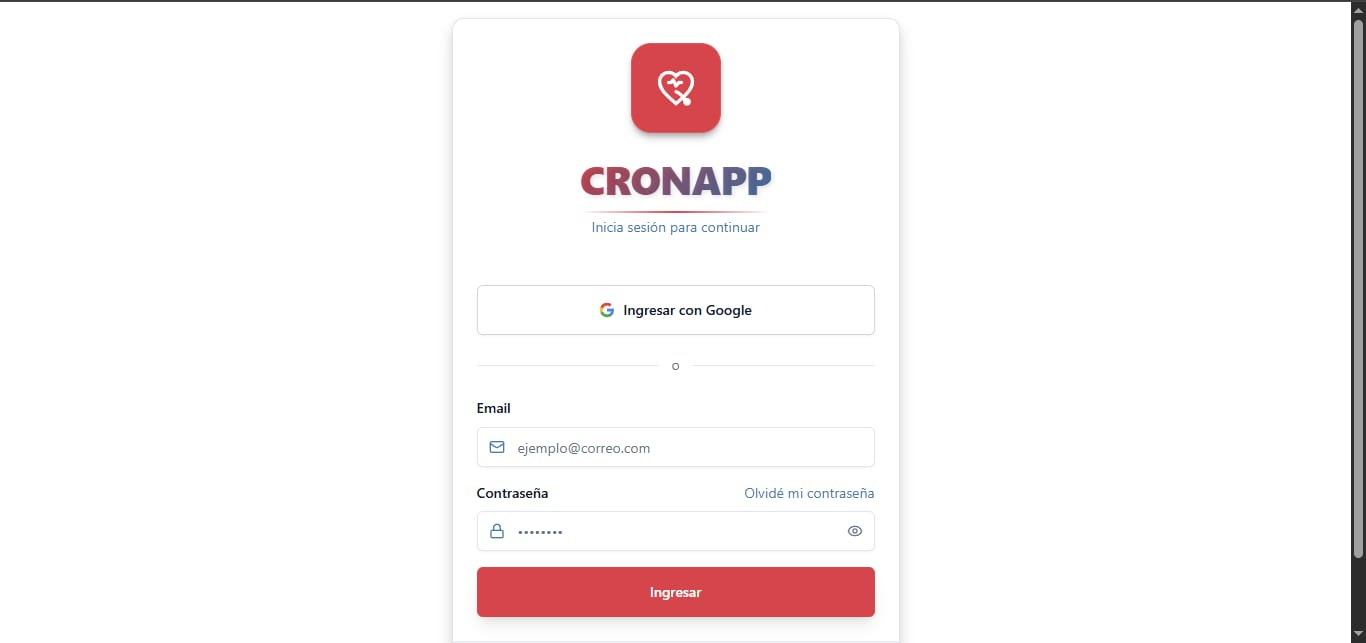 CRONAPP
Inicia sesión para continuar
Ingresar con Google
o
Email
ejemplo@correo.com
Contraseña Olvidé mi contraseña
••••••••
Ingresar